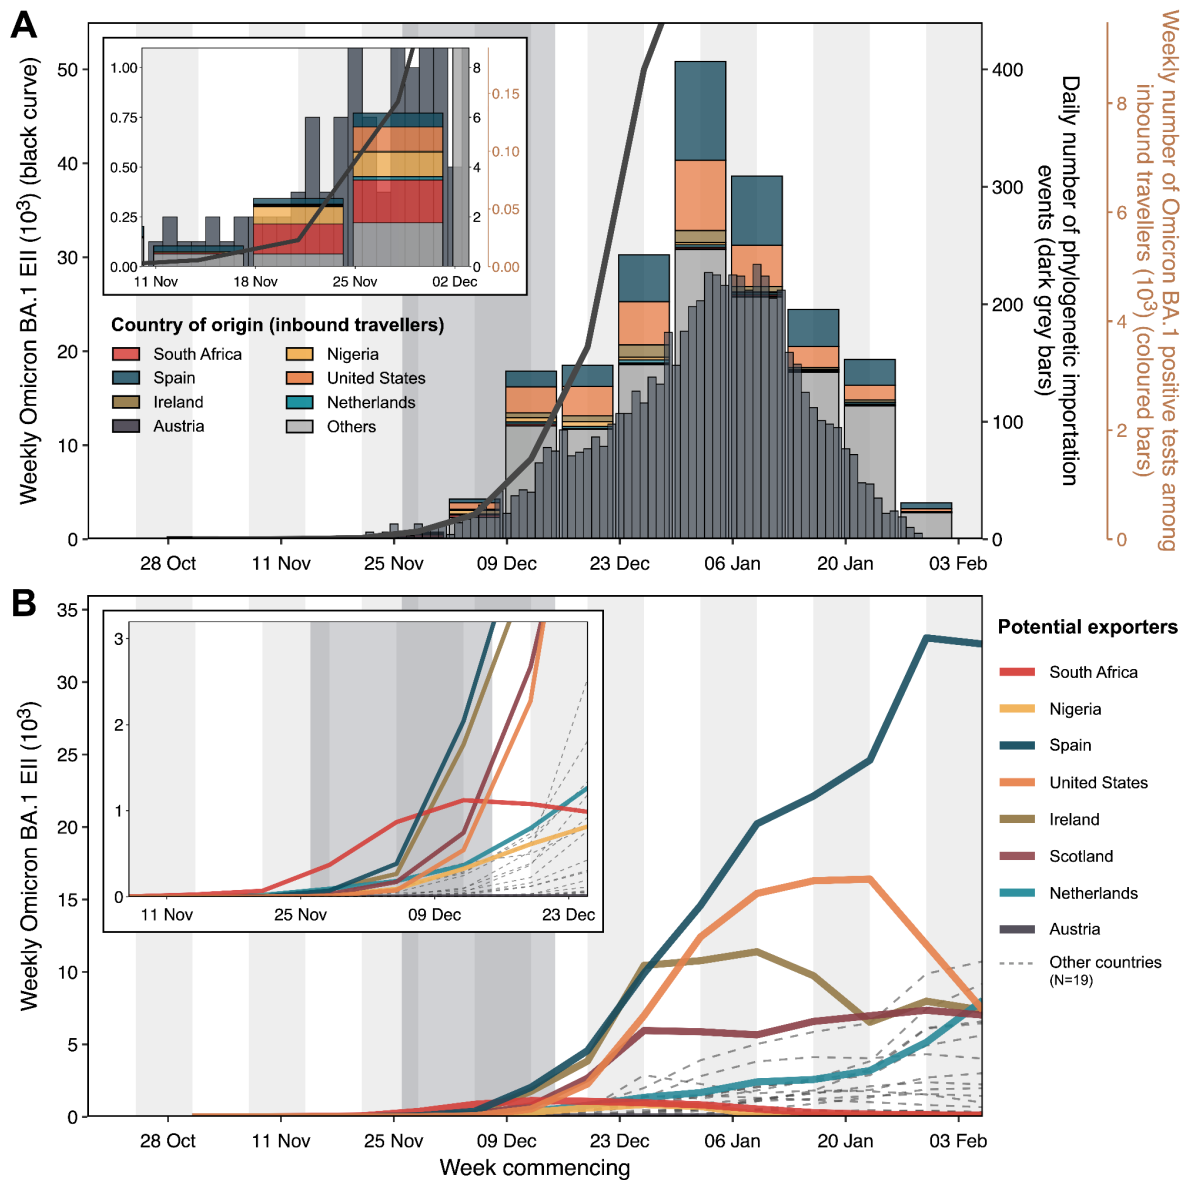 A
Weekly Omicron BA.1 EII (10³) (black curve)
50
40
30
20
10
0
1.00
0.75
0.50
0.25
0.00
8
6
4
2
0
0.15
0.10
0.05
0.00
11 Nov
18 Nov
25 Nov
02 Dec
Country of origin (inbound travellers)
South Africa
Nigeria
Spain
United States
Ireland
Netherlands
Austria
Others
400
300
200
100
0
Daily number of phylogenetic importation
events (dark grey bars)
8
6
4
2
0
Weekly number of Omicron BA.1 positive tests among
inbound travellers (10³) (coloured bars)
28 Oct
11 Nov
25 Nov
09 Dec
23 Dec
06 Jan
20 Jan
03 Feb
B
Weekly Omicron BA.1 EII (10³)
35
30
25
20
15
10
5
0
3
2
1
0
11 Nov
25 Nov
09 Dec
23 Dec
28 Oct
11 Nov
25 Nov
09 Dec
23 Dec
06 Jan
20 Jan
03 Feb
Week commencing
Potential exporters
South Africa
Nigeria
Spain
United States
Ireland
Scotland
Netherlands
Austria
Other countries
(N=19)